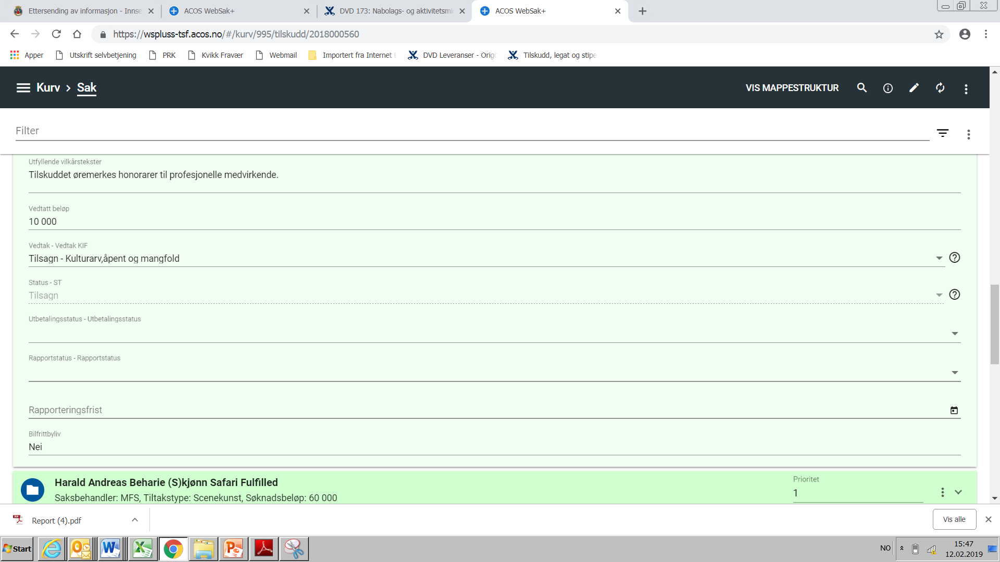 Ettersending av informasjon - Innse
ACOS WebSak+
DVD 173: Nabolags- og aktivitetsmi
ACOS WebSak+
https://wspluss-tsf.acos.no/#/kurv/995/tilskudd/2018000560
Apper
Utskrift selvbetjening
PRK
Kvikk Fravær
Webmail
Importert fra Internet E
DVD Leveranser - Origo
Tilskudd, legat og stipe
Kurv > Sak
VIS MAPPESTRUKTUR
Filter
Utfyllende vilkårstekster
Tilskuddet øremerkes honorarer til profesjonelle medvirkende.
Vedtatt beløp
10 000
Vedtak - Vedtak KIF
Tilsagn - Kulturarv,åpent og mangfold
Status - ST
Tilsagn
Utbetalingsstatus - Utbetalingsstatus
Rapportstatus - Rapportstatus
Rapporteringsfrist
Bilfrittbyliv
Nei
Harald Andreas Beharie (S)kjønn Safari Fulfilled
Saksbehandler: MFS, Tiltakstype: Scenekunst, Søknadsbeløp: 60 000
Prioritet
1
Report (4).pdf
Vis alle
Start
NO
15:47
12.02.2019